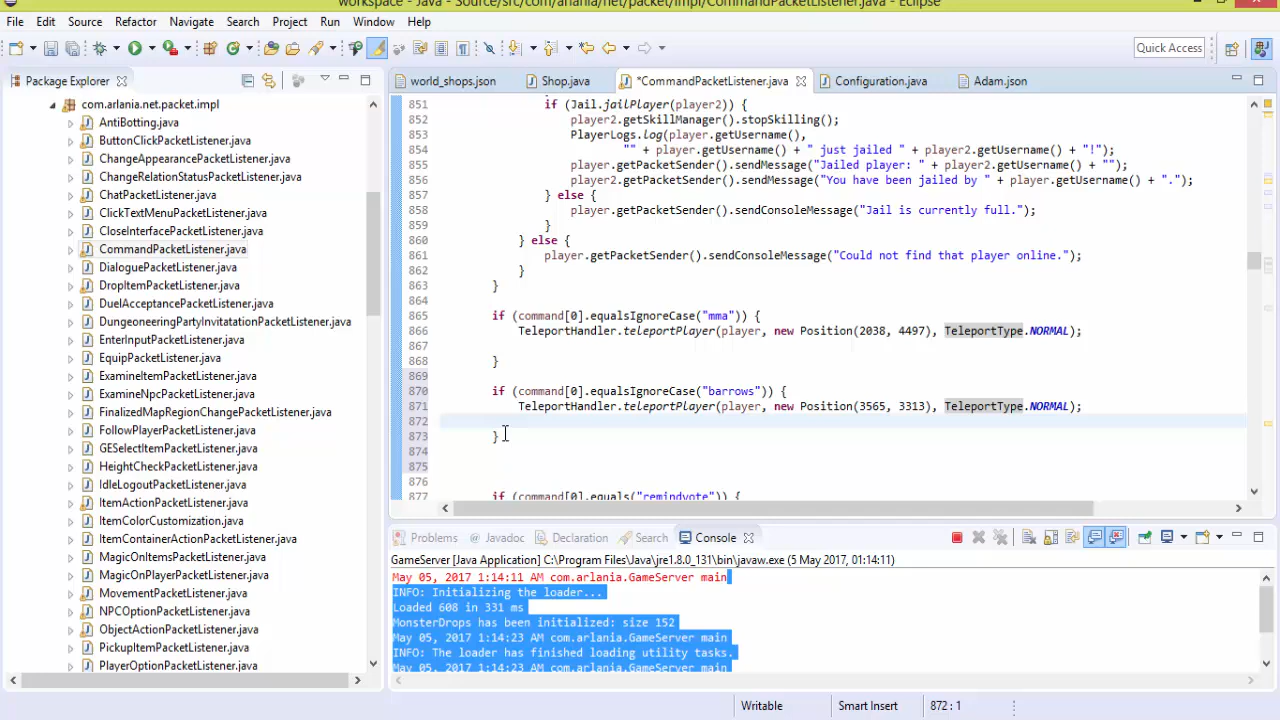 workspace - Java - Source/src/com/arlania/net/packet/impl/CommandPacketListener.java - Eclipse
File Edit Source Refactor Navigate Search Project Run Window Help
Quick Access
Package Explorer
world_shops.json Shop.java *CommandPacketListener.java Configuration.java Adam.json
com.arlania.net.packet.impl
AntiBotting.java
ButtonClickPacketListener.java
ChangeAppearancePacketListener.java
ChangeRelationStatusPacketListener.java
ChatPacketListener.java
ClickTextMenuPacketListener.java
CloseInterfacePacketListener.java
CommandPacketListener.java
DialoguePacketListener.java
DropItemPacketListener.java
DuelAcceptancePacketListener.java
DungeoneeringPartyInvitatationPacketListener.java
EnterInputPacketListener.java
EquipPacketListener.java
ExamineItemPacketListener.java
ExamineNpcPacketListener.java
FinalizedMapRegionChangePacketListener.java
FollowPlayerPacketListener.java
GESelectItemPacketListener.java
HeightCheckPacketListener.java
IdleLogoutPacketListener.java
ItemActionPacketListener.java
ItemColorCustomization.java
ItemContainerActionPacketListener.java
MagicOnItemsPacketListener.java
MagicOnPlayerPacketListener.java
MovementPacketListener.java
NPCOptionPacketListener.java
ObjectActionPacketListener.java
PickupItemPacketListener.java
PlayerOptionPacketListener.java
851 if (Jail.jailPlayer(player2)) {
852 player2.getSkillManager().stopSkilling();
853 PlayerLogs.log(player.getUsername(),
854 "" + player.getUsername() + " just jailed " + player2.getUsername() + "!");
855 player.getPacketSender().sendMessage("Jailed player: " + player2.getUsername() + "");
856 player2.getPacketSender().sendMessage("You have been jailed by " + player.getUsername() + ".");
857 } else {
858 player.getPacketSender().sendConsoleMessage("Jail is currently full.");
859 }
860 } else {
861 player.getPacketSender().sendConsoleMessage("Could not find that player online.");
862 }
863 }
864
865 if (command[0].equalsIgnoreCase("mma")) {
866 TeleportHandler.teleportPlayer(player, new Position(2038, 4497), TeleportType.NORMAL);
867
868 }
869
870 if (command[0].equalsIgnoreCase("barrows")) {
871 TeleportHandler.teleportPlayer(player, new Position(3565, 3313), TeleportType.NORMAL);
872
873 }
874
875
876
877 if (command[0].equals("remindvote")) {
Problems Javadoc Declaration Search Console
GameServer [Java Application] C:\Program Files\Java\jre1.8.0_131\bin\javaw.exe (5 May 2017, 01:14:11)
May 05, 2017 1:14:11 AM com.arlania.GameServer main
INFO: Initializing the loader...
Loaded 608 in 331 ms
MonsterDrops has been initialized: size 152
May 05, 2017 1:14:23 AM com.arlania.GameServer main
INFO: The loader has finished loading utility tasks.
May 05, 2017 1:14:23 AM com.arlania.GameServer main
Writable Smart Insert 872 : 1